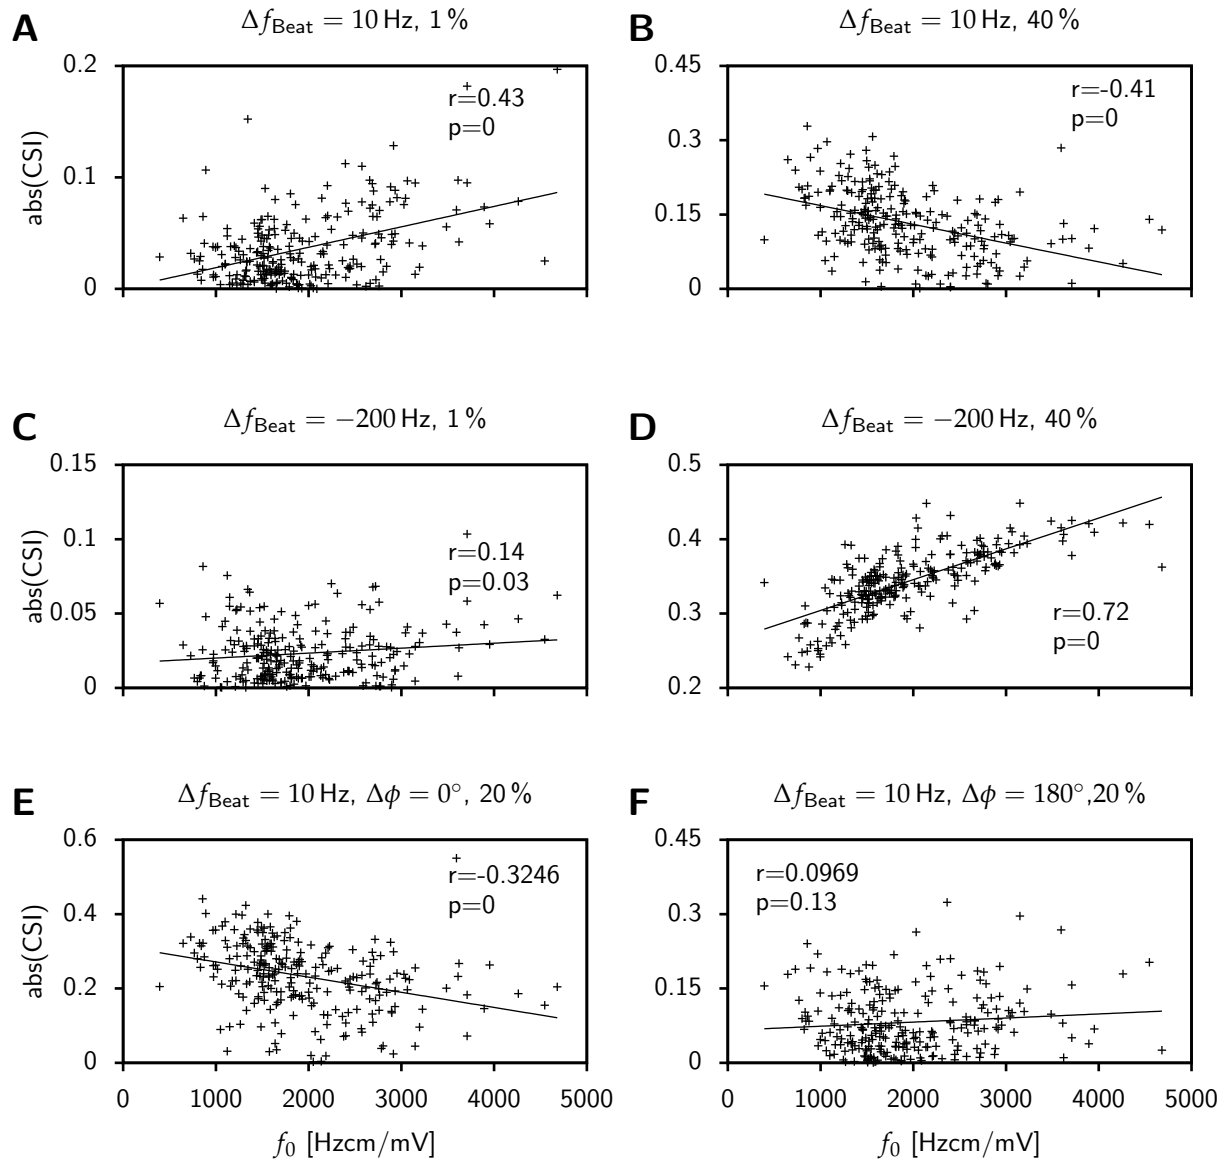 A
Δf_Beat = 10 Hz, 1 %
0.2
0.1
0
abs(CSI)
r=0.43
p=0
B
Δf_Beat = 10 Hz, 40 %
0.45
0.3
0.15
0
r=-0.41
p=0
C
Δf_Beat = −200 Hz, 1 %
0.15
0.1
0.05
0
abs(CSI)
r=0.14
p=0.03
D
Δf_Beat = −200 Hz, 40 %
0.5
0.4
0.3
0.2
r=0.72
p=0
E
Δf_Beat = 10 Hz, Δϕ = 0°, 20 %
0.6
0.4
0.2
0
abs(CSI)
r=-0.3246
p=0
0 1000 2000 3000 4000 5000
f₀ [Hzcm/mV]
F
Δf_Beat = 10 Hz, Δϕ = 180°,20 %
0.45
0.3
0.15
0
r=0.0969
p=0.13
0 1000 2000 3000 4000 5000
f₀ [Hzcm/mV]